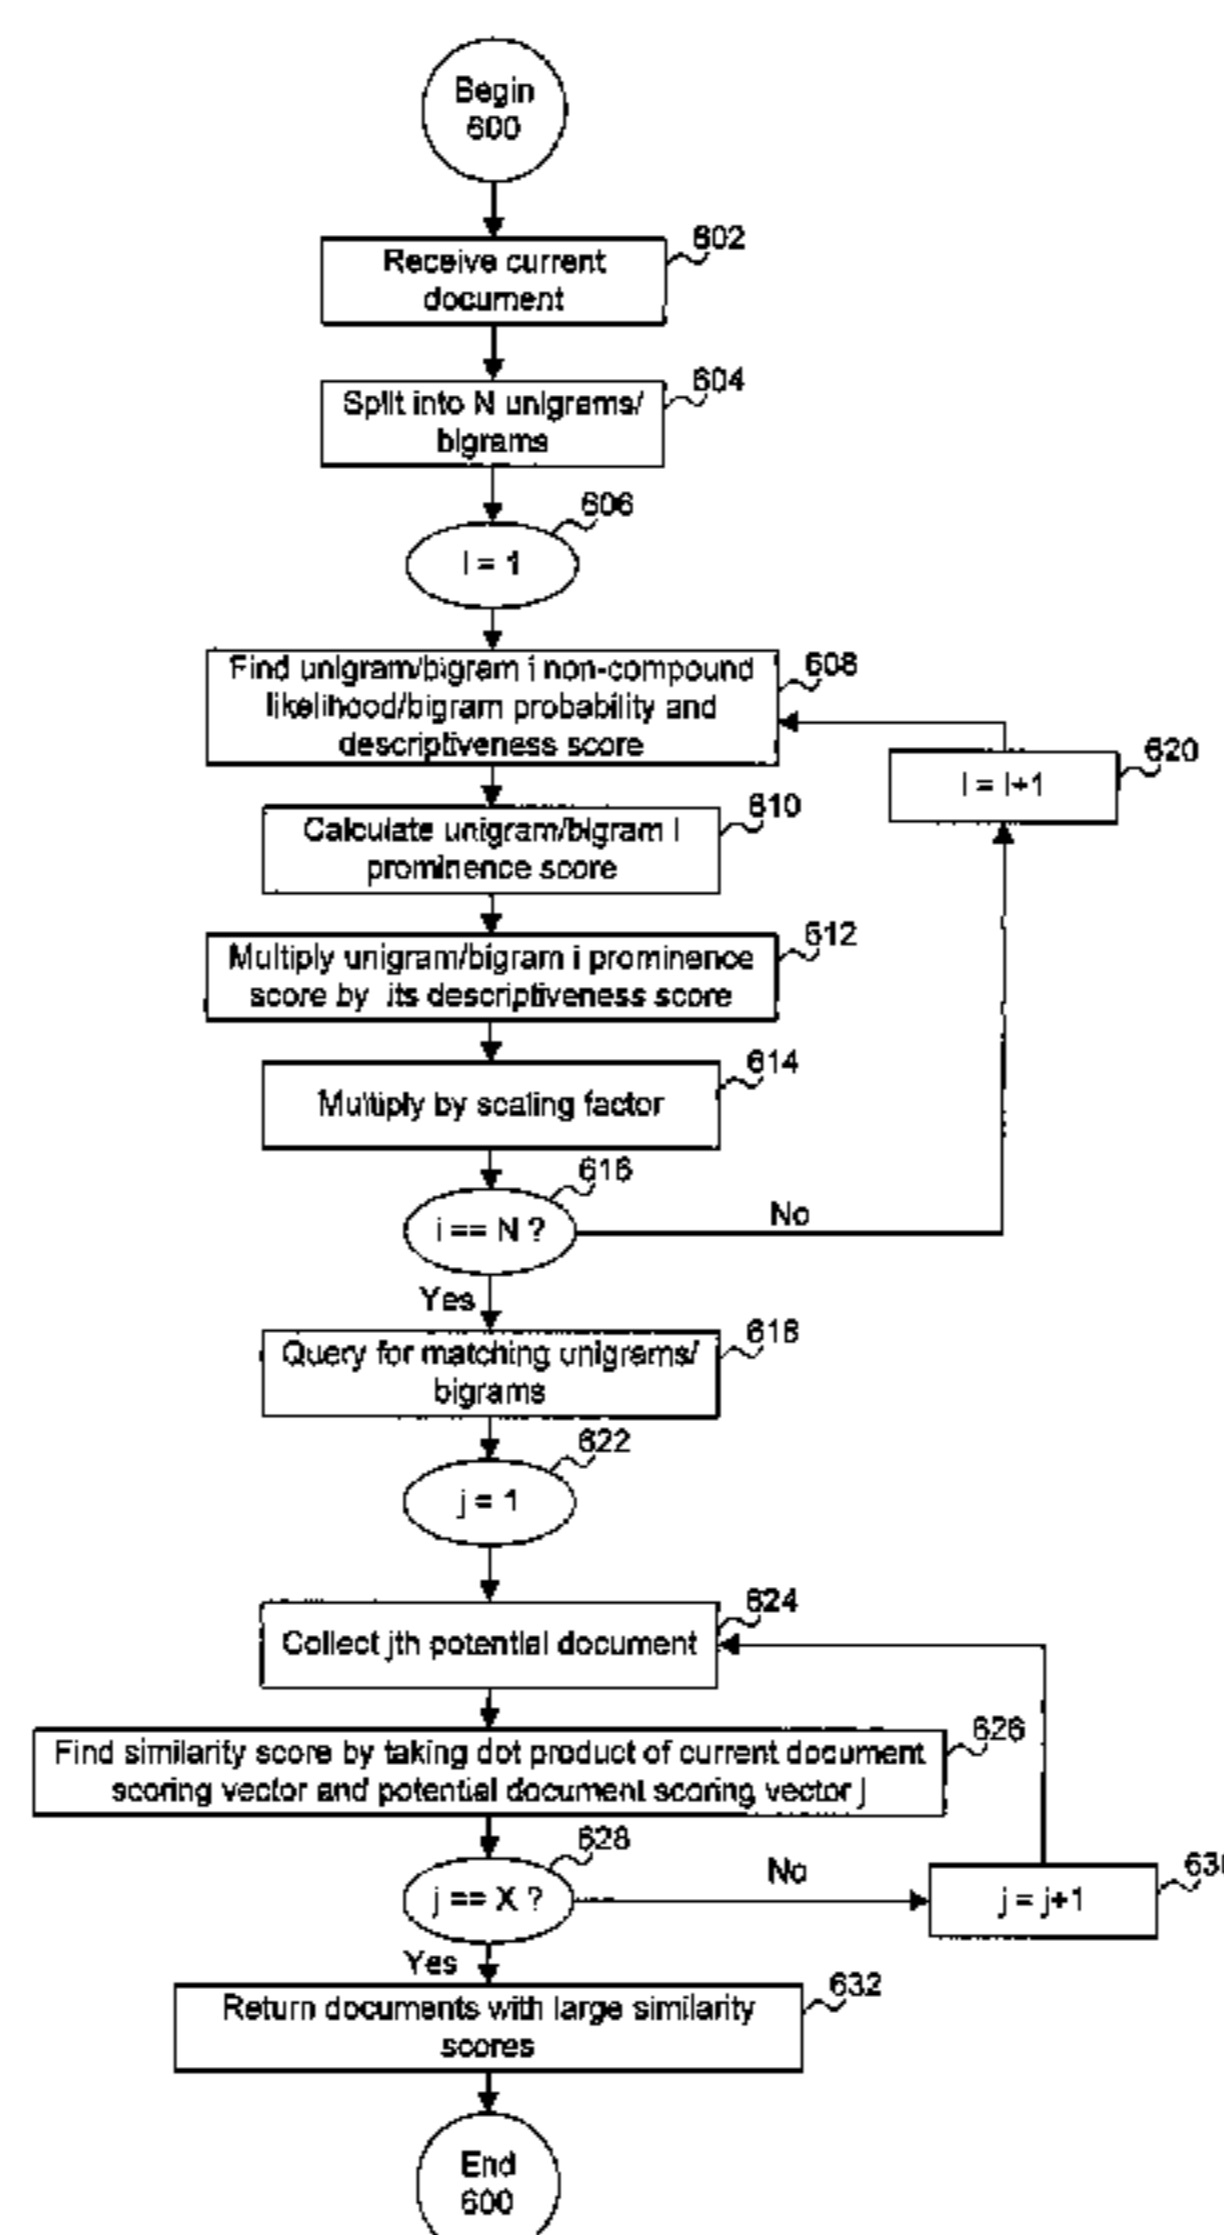 Begin
600
602
Receive current
document
604
Split into N unigrams/
bigrams
606
i = 1
608
Find unigram/bigram i non-compound
likelihood/bigram probability and
descriptiveness score
620
i = i+1
610
Calculate unigram/bigram i
prominence score
612
Multiply unigram/bigram i prominence
score by its descriptiveness score
614
Multiply by scaling factor
616
i == N ?
No
Yes
618
Query for matching unigrams/
bigrams
622
j = 1
624
Collect jth potential document
626
Find similarity score by taking dot product of current document
scoring vector and potential document scoring vector j
628
j == X ?
No
j = j+1
Yes
632
Return documents with large similarity
scores
End
600